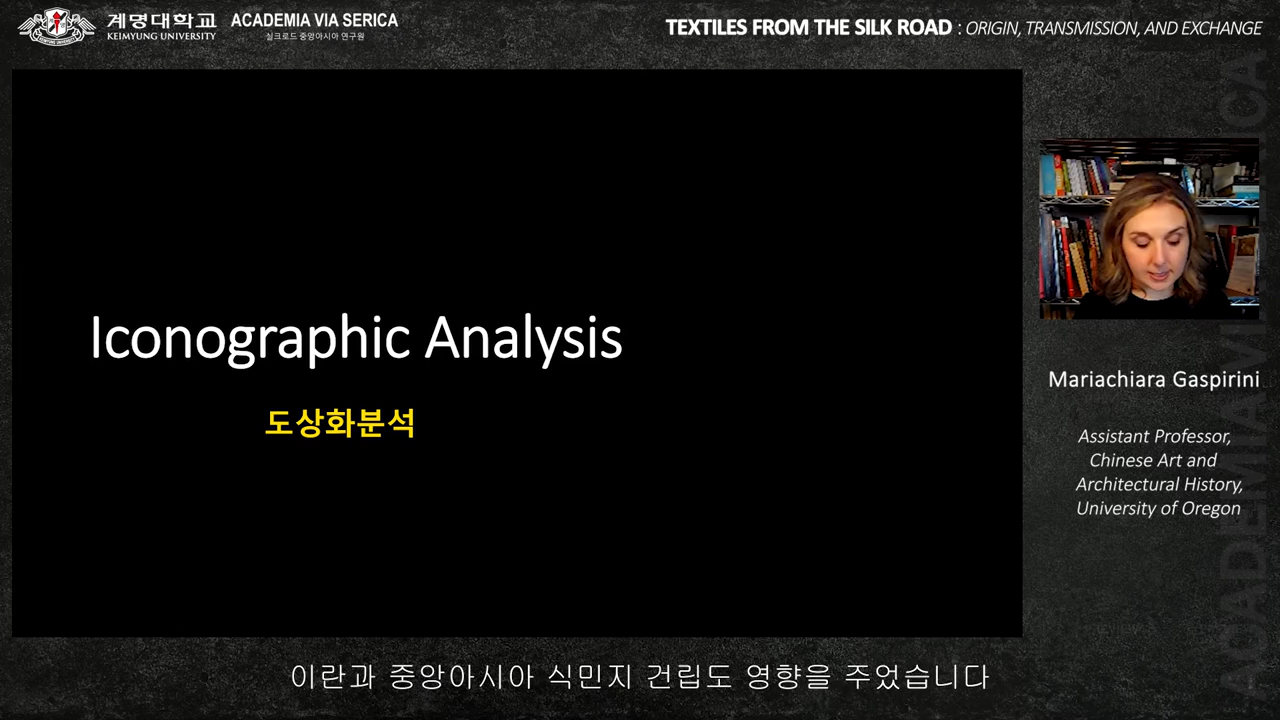 계명대학교
KEIMYUNG UNIVERSITY
ACADEMIA VIA SERICA
실크로드 중앙아시아 연구원
TEXTILES FROM THE SILK ROAD : ORIGIN, TRANSMISSION, AND EXCHANGE
Iconographic Analysis
도상화분석
Mariachiara Gaspirini
Assistant Professor,
Chinese Art and
Architectural History,
University of Oregon
이란과 중앙아시아 식민지 건립도 영향을 주었습니다